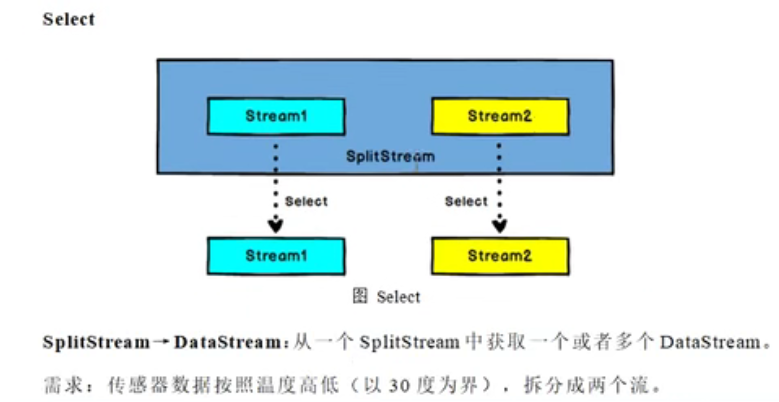 Select
Stream1 Stream2
SplitStream
Select Select
Stream1 Stream2
图 Select
SplitStream→DataStream:从一个 SplitStream 中获取一个或者多个 DataStream。
需求：传感器数据按照温度高低（以 30 度为界），拆分成两个流。